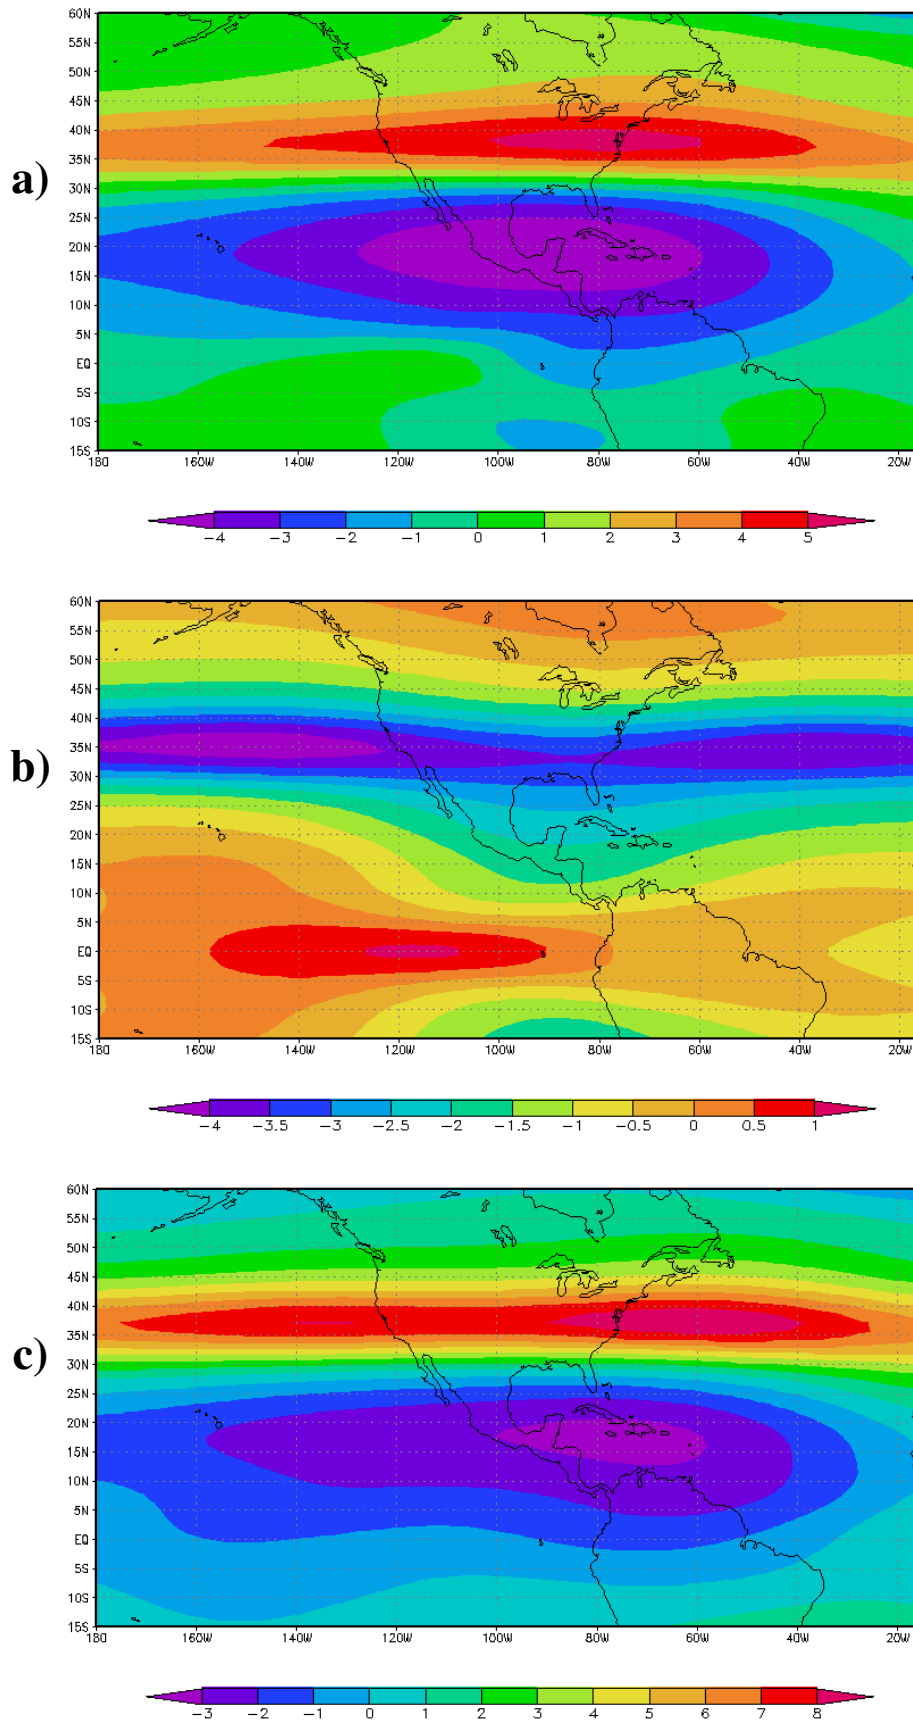 60N
55N
50N
45N
40N
35N
a)
30N
25N
20N
15N
10N
5N
EQ
5S
10S
15S
180 160W 140W 120W 100W 80W 60W 40W 20W
-4 -3 -2 -1 0 1 2 3 4 5
60N
55N
50N
45N
40N
35N
b)
30N
25N
20N
15N
10N
5N
EQ
5S
10S
15S
180 160W 140W 120W 100W 80W 60W 40W 20W
-4 -3.5 -3 -2.5 -2 -1.5 -1 -0.5 0 0.5 1
60N
55N
50N
45N
40N
35N
c)
30N
25N
20N
15N
10N
5N
EQ
5S
10S
15S
180 160W 140W 120W 100W 80W 60W 40W 20W
-3 -2 -1 0 1 2 3 4 5 6 7 8